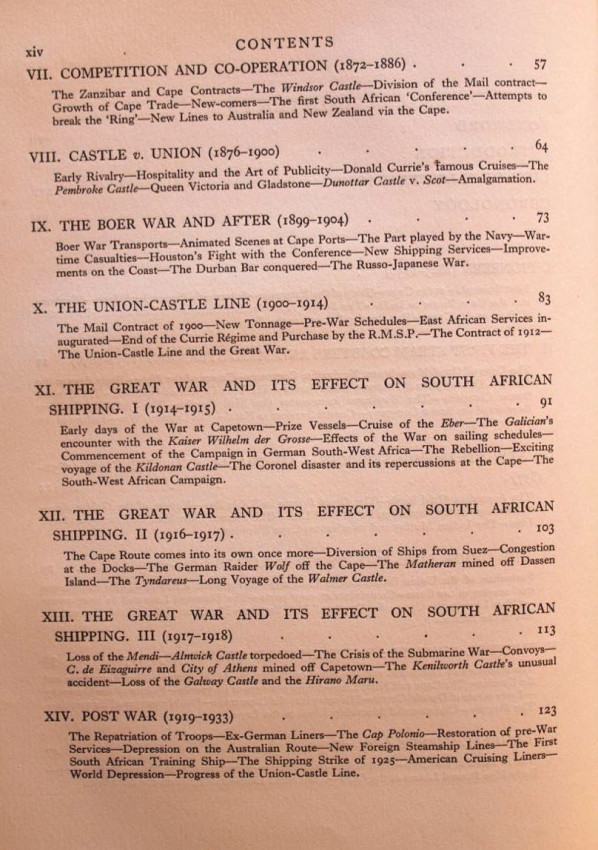 xiv
CONTENTS
VII. COMPETITION AND CO-OPERATION (1872–1886) . . . 57
The Zanzibar and Cape Contracts—The Windsor Castle—Division of the Mail contract—
Growth of Cape Trade—New-comers—The first South African 'Conference'—Attempts to
break the 'Ring'—New Lines to Australia and New Zealand via the Cape.
VIII. CASTLE v. UNION (1876–1900) . . . . . 64
Early Rivalry—Hospitality and the Art of Publicity—Donald Currie's famous Cruises—The
Pembroke Castle—Queen Victoria and Gladstone—Dunottar Castle v. Scot—Amalgamation.
IX. THE BOER WAR AND AFTER (1899–1904) . . . . 73
Boer War Transports—Animated Scenes at Cape Ports—The Part played by the Navy—War-
time Casualties—Houston's Fight with the Conference—New Shipping Services—Improve-
ments on the Coast—The Durban Bar conquered—The Russo-Japanese War.
X. THE UNION-CASTLE LINE (1900–1914) . . . . 83
The Mail Contract of 1900—New Tonnage—Pre-War Schedules—East African Services in-
augurated—End of the Currie Régime and Purchase by the R.M.S.P.—The Contract of 1912—
The Union-Castle Line and the Great War.
XI. THE GREAT WAR AND ITS EFFECT ON SOUTH AFRICAN
SHIPPING. I (1914–1915) . . . . . . . 91
Early days of the War at Capetown—Prize Vessels—Cruise of the Eber—The Galician's
encounter with the Kaiser Wilhelm der Grosse—Effects of the War on sailing schedules—
Commencement of the Campaign in German South-West Africa—The Rebellion—Exciting
voyage of the Kildonan Castle—The Coronel disaster and its repercussions at the Cape—The
South-West African Campaign.
XII. THE GREAT WAR AND ITS EFFECT ON SOUTH AFRICAN
SHIPPING. II (1916–1917) . . . . . . . 103
The Cape Route comes into its own once more—Diversion of Ships from Suez—Congestion
at the Docks—The German Raider Wolf off the Cape—The Matheran mined off Dassen
Island—The Tyndareus—Long Voyage of the Walmer Castle.
XIII. THE GREAT WAR AND ITS EFFECT ON SOUTH AFRICAN
SHIPPING. III (1917–1918) . . . . . . 113
Loss of the Mendi—Alnwick Castle torpedoed—The Crisis of the Submarine War—Convoys—
C. de Eizaguirre and City of Athens mined off Capetown—The Kenilworth Castle's unusual
accident—Loss of the Galway Castle and the Hirano Maru.
XIV. POST WAR (1919–1933) . . . . . . 123
The Repatriation of Troops—Ex-German Liners—The Cap Polonio—Restoration of pre-War
Services—Depression on the Australian Route—New Foreign Steamship Lines—The First
South African Training Ship—The Shipping Strike of 1925—American Cruising Liners—
World Depression—Progress of the Union-Castle Line.